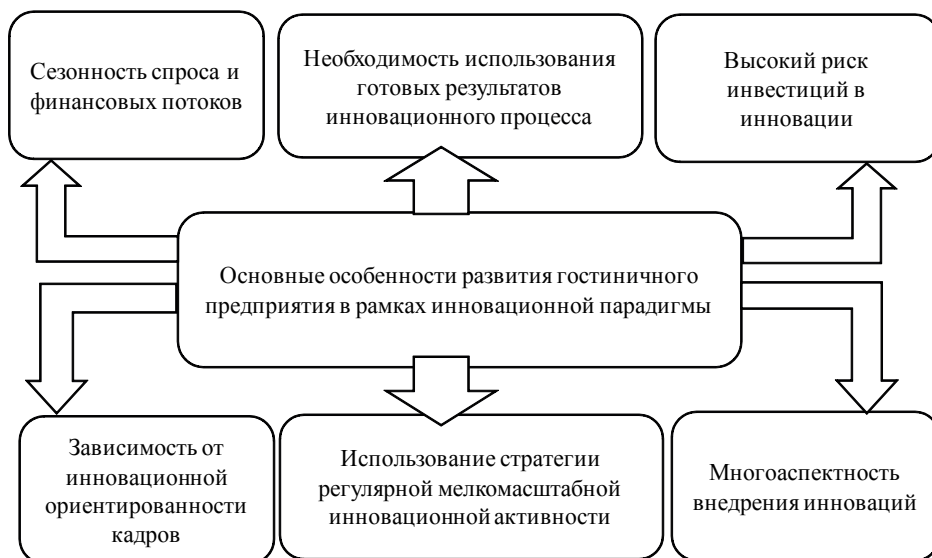 Сезонность спроса и
финансовых потоков
Необходимость использования
готовых результатов
инновационного процесса
Высокий риск
инвестиций в
инновации
Основные особенности развития гостиничного
предприятия в рамках инновационной парадигмы
Зависимость от
инновационной
ориентированности
кадров
Использование стратегии
регулярной мелкомасштабной
инновационной активности
Многоаспектность
внедрения инноваций